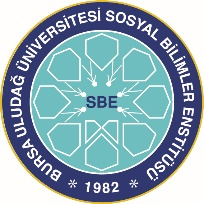 BURSA ULUDAĞ ÜNİVERSİTESİ SOSYAL BİLİMLER ENSTİTÜSÜ
SBE
* 1982 *